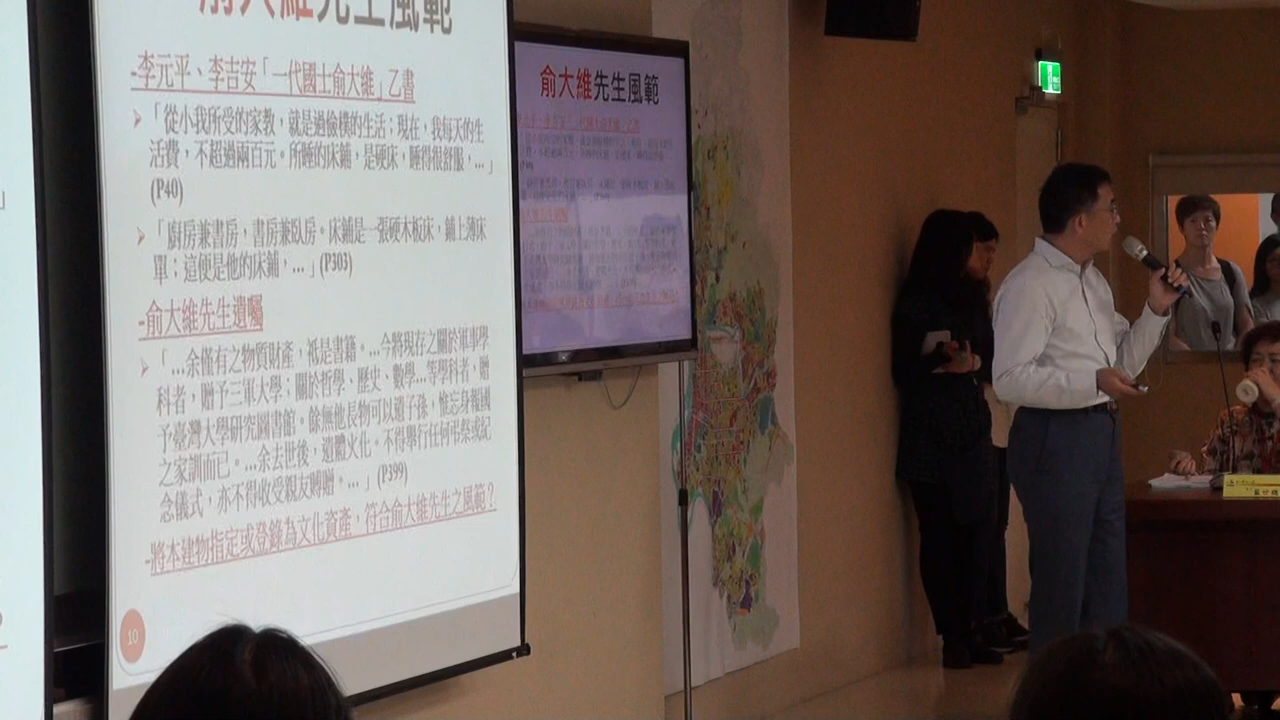 俞大維先生風範
-李元平、李吉安「一代國士俞大維」乙書
「從小我所受的家教，就是過儉樸的生活，現在，我每天的生
活費，不超過兩百元。所睡的床鋪，是硬床，睡得很舒服，...」
(P40)
「廚房兼書房，書房兼臥房。床鋪是一張硬木板床，鋪上薄床
單；這便是他的床鋪，...」(P303)
-俞大維先生遺囑
「...余僅有之物質財產，祗是書籍。...今將現存之關於軍事學
科者，贈予三軍大學；關於哲學、歷史、數學...等學科者，贈
予臺灣大學研究圖書館。餘無他長物可以遺子孫，惟忘身報國
之家訓而已。...余去世後，遺體火化。不得舉行任何弔祭或紀
念儀式，亦不得收受親友賻贈，...」(P399)
-將本建物指定或登錄為文化資產，符合俞大維先生之風範？
10
俞大維先生風範